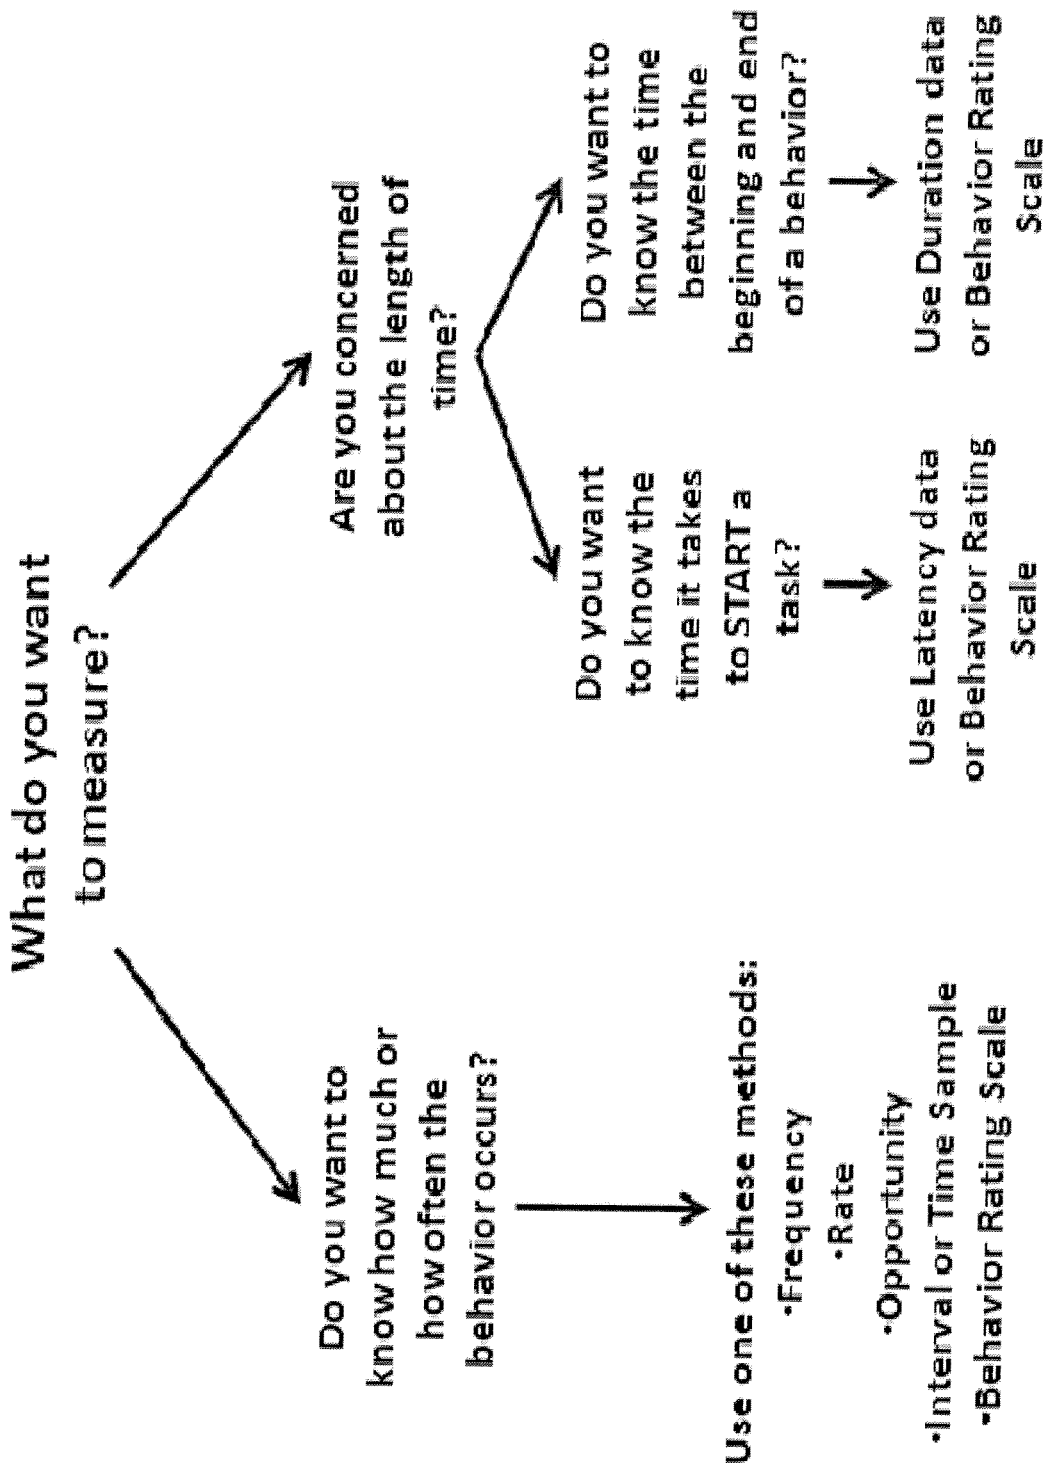 What do you want
to measure?
Do you want to
know how much or
how often the
behavior occurs?
Use one of these methods:
•Frequency
•Rate
•Opportunity
•Interval or Time Sample
•Behavior Rating Scale
Are you concerned
about the length of
time?
Do you want
to know the
time it takes
to START a
task?
Use Latency data
or Behavior Rating
Scale
Do you want to
know the time
between the
beginning and end
of a behavior?
Use Duration data
or Behavior Rating
Scale